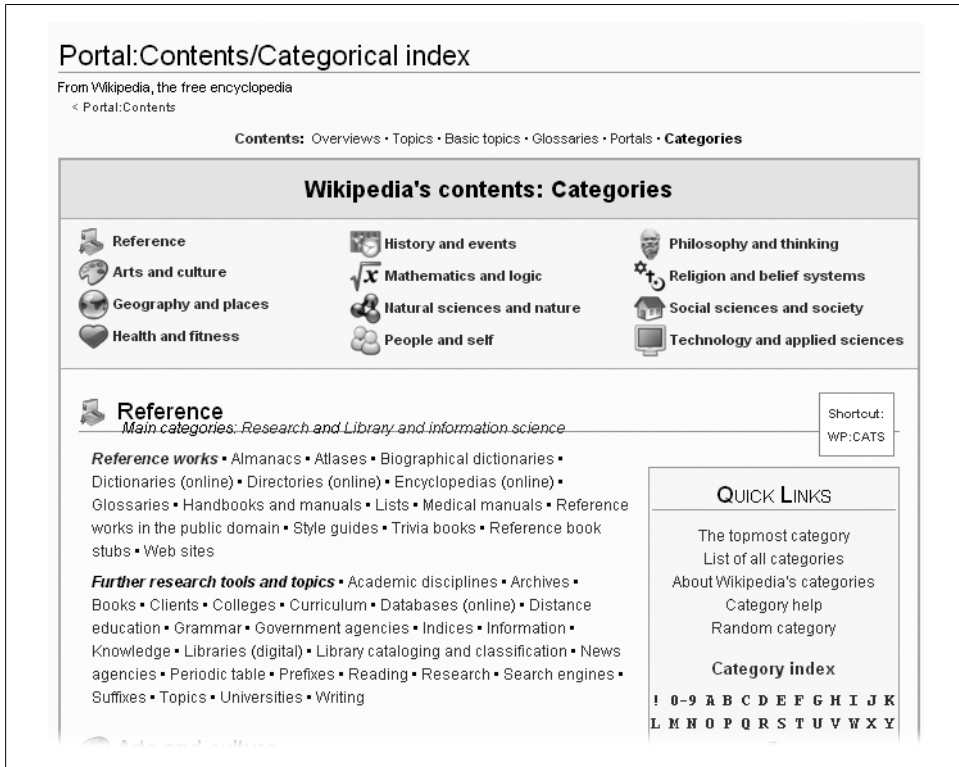 Portal:Contents/Categorical index
From Wikipedia, the free encyclopedia
< Portal:Contents
Contents: Overviews · Topics · Basic topics · Glossaries · Portals · Categories
Wikipedia's contents: Categories
Reference
Arts and culture
Geography and places
Health and fitness
History and events
Mathematics and logic
Natural sciences and nature
People and self
Philosophy and thinking
Religion and belief systems
Social sciences and society
Technology and applied sciences
Reference
Main categories: Research and Library and information science
Shortcut:
WP:CATS
Reference works ▪ Almanacs ▪ Atlases ▪ Biographical dictionaries ▪
Dictionaries (online) ▪ Directories (online) ▪ Encyclopedias (online) ▪
Glossaries ▪ Handbooks and manuals ▪ Lists ▪ Medical manuals ▪ Reference
works in the public domain ▪ Style guides ▪ Trivia books ▪ Reference book
stubs ▪ Web sites
Further research tools and topics ▪ Academic disciplines ▪ Archives ▪
Books ▪ Clients ▪ Colleges ▪ Curriculum ▪ Databases (online) ▪ Distance
education ▪ Grammar ▪ Government agencies ▪ Indices ▪ Information ▪
Knowledge ▪ Libraries (digital) ▪ Library cataloging and classification ▪ News
agencies ▪ Periodic table ▪ Prefixes ▪ Reading ▪ Research ▪ Search engines ▪
Suffixes ▪ Topics ▪ Universities ▪ Writing
Quick Links
The topmost category
List of all categories
About Wikipedia's categories
Category help
Random category
Category index
! 0-9 A B C D E F G H I J K
L M N O P Q R S T U V W X Y
Arts and culture